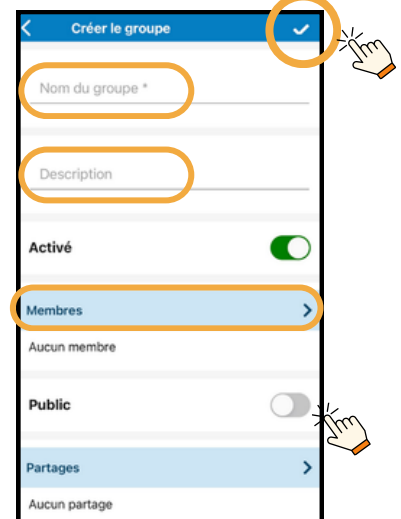 Créer le groupe
Nom du groupe *
Description
Activé
Membres
Aucun membre
Public
Partages
Aucun partage